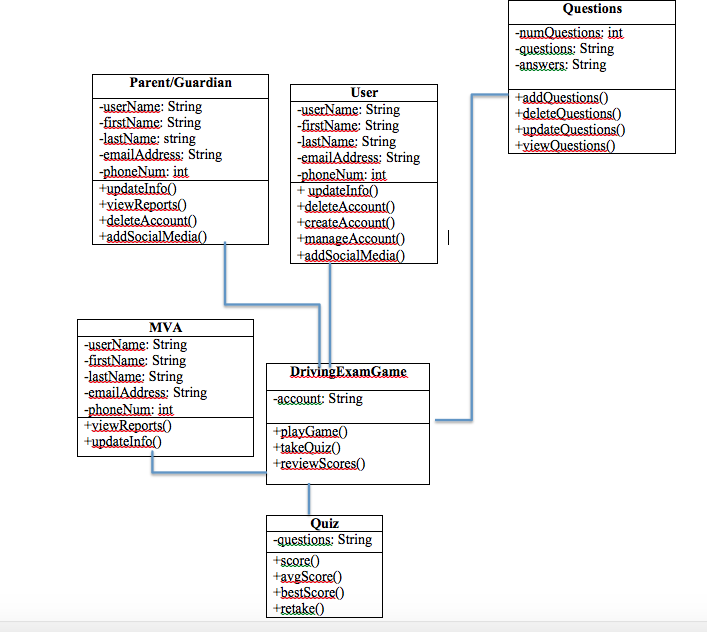 Questions
-numQuestions: int
-questions: String
-answers: String
+addQuestions()
+deleteQuestions()
+updateQuestions()
+viewQuestions()
Parent/Guardian
-userName: String
-firstName: String
-lastName: string
-emailAddress: String
-phoneNum: int
+updateInfo()
+viewReports()
+deleteAccount()
+addSocialMedia()
User
-userName: String
-firstName: String
-lastName: String
-emailAddress: String
-phoneNum: int
+ updateInfo()
+deleteAccount()
+createAccount()
+manageAccount()
+addSocialMedia()
MVA
-userName: String
-firstName: String
-lastName: String
-emailAddress: String
-phoneNum: int
+viewReports()
+updateInfo()
DrivingExamGame
-account: String
+playGame()
+takeQuiz()
+reviewScores()
Quiz
-questions: String
+score()
+avgScore()
+bestScore()
+retake()